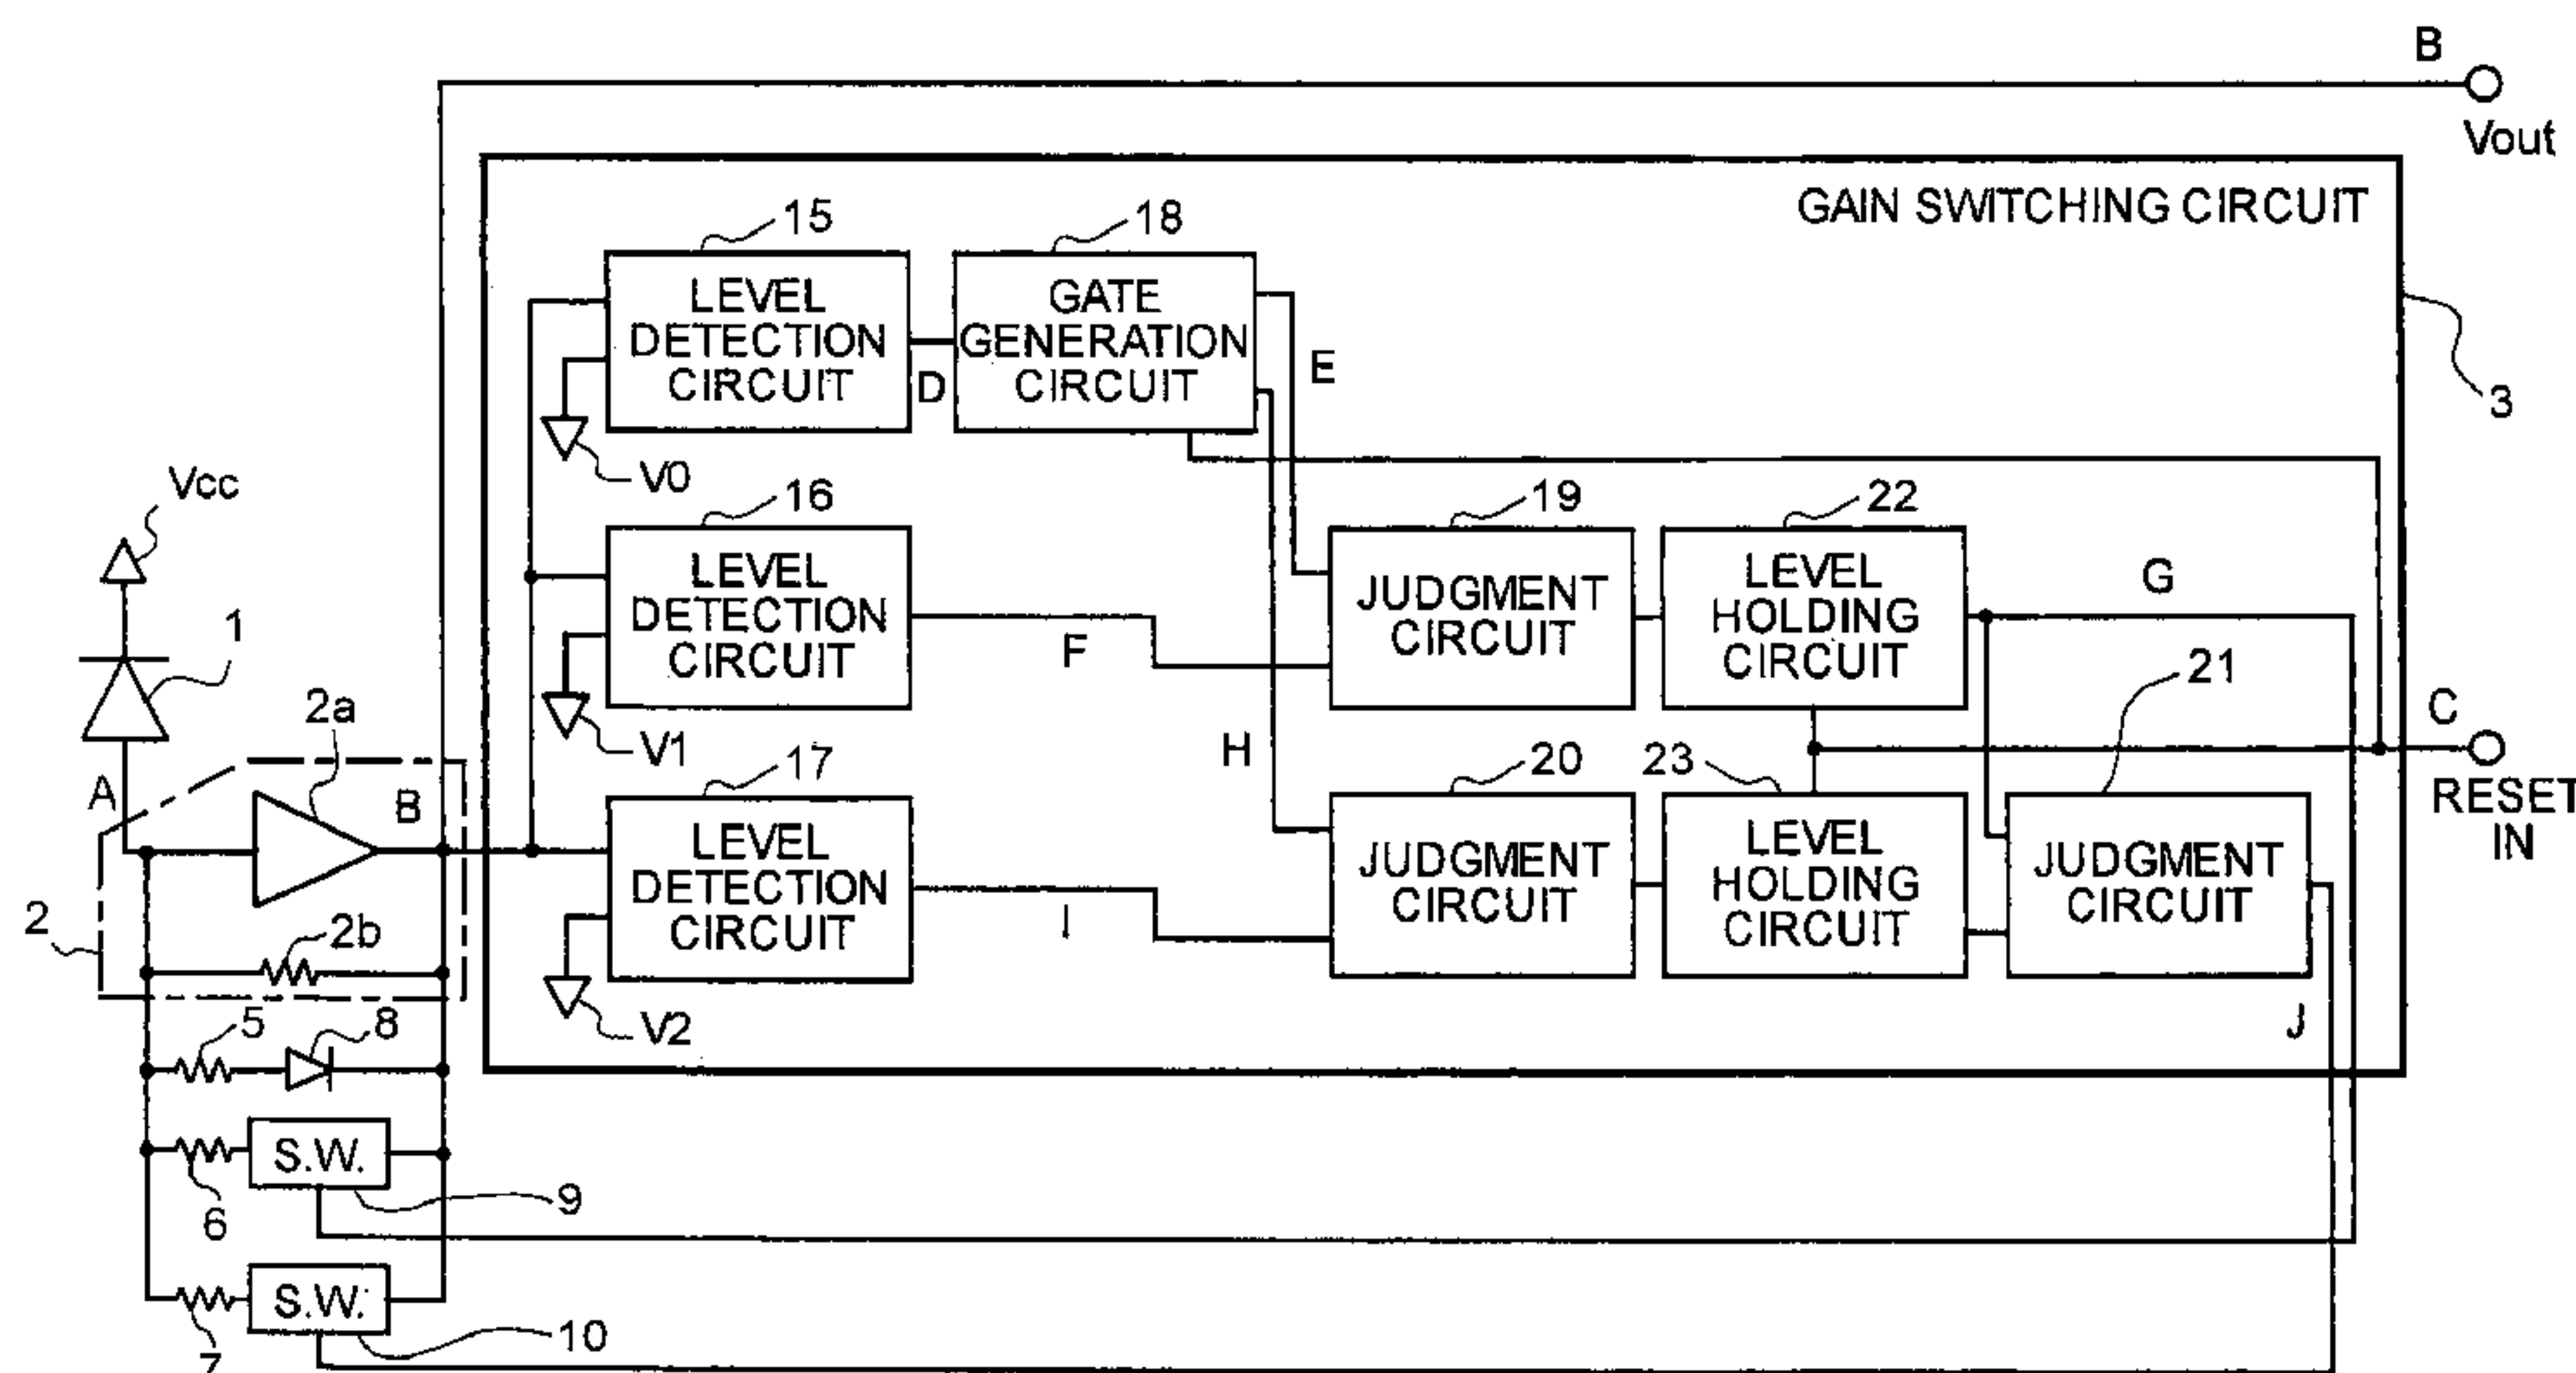 B
Vout
GAIN SWITCHING CIRCUIT
3
15
LEVEL
DETECTION
CIRCUIT
D
18
GATE
GENERATION
CIRCUIT
E
V0
16
LEVEL
DETECTION
CIRCUIT
V1
F
H
19
JUDGMENT
CIRCUIT
22
LEVEL
HOLDING
CIRCUIT
G
21
C
RESET
IN
Vcc
1
2a
A
B
2
2b
17
LEVEL
DETECTION
CIRCUIT
V2
I
20
JUDGMENT
CIRCUIT
23
LEVEL
HOLDING
CIRCUIT
JUDGMENT
CIRCUIT
J
5
8
S.W.
6
9
S.W.
7
10